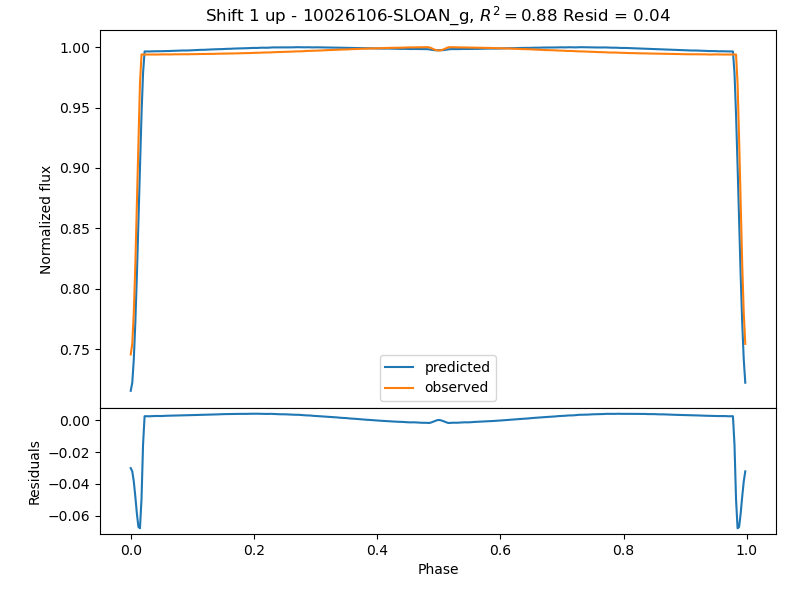 Shift 1 up - 10026106-SLOAN_g, R² = 0.88 Resid = 0.04
1.00
0.95
0.90
0.85
0.80
0.75
Normalized flux
predicted
observed
0.00
−0.02
−0.04
−0.06
Residuals
0.0 0.2 0.4 0.6 0.8 1.0
Phase